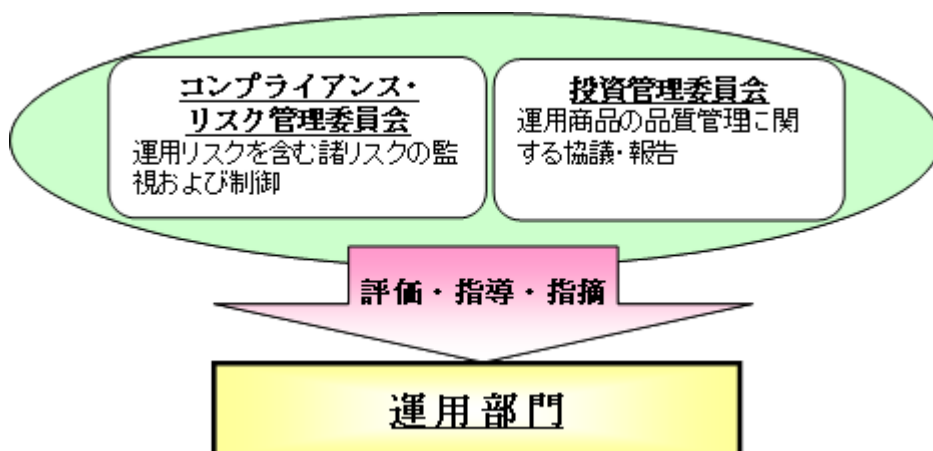 コンプライアンス・
リスク管理委員会
運用リスクを含む諸リスクの監
視および制御
投資管理委員会
運用商品の品質管理に関
する協議・報告
評価・指導・指摘
運用部門